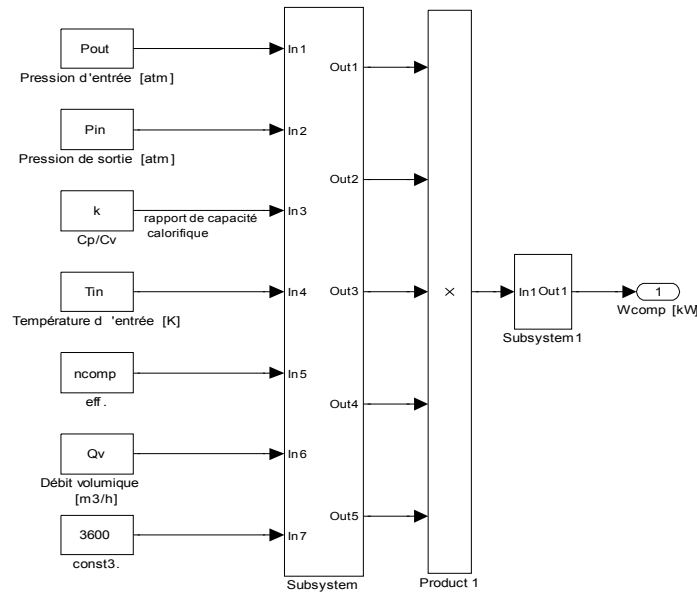 Pout
Pression d'entrée [atm]
Pin
Pression de sortie [atm]
k
Cp/Cv
rapport de capacité
calorifique
Tin
Température d 'entrée [K]
ncomp
eff.
Qv
Débit volumique
[m3/h]
3600
const3.
In1
In2
In3
In4
In5
In6
In7
Out1
Out2
Out3
Out4
Out5
Subsystem
×
Product 1
In1 Out1
Subsystem1
1
Wcomp [kW]